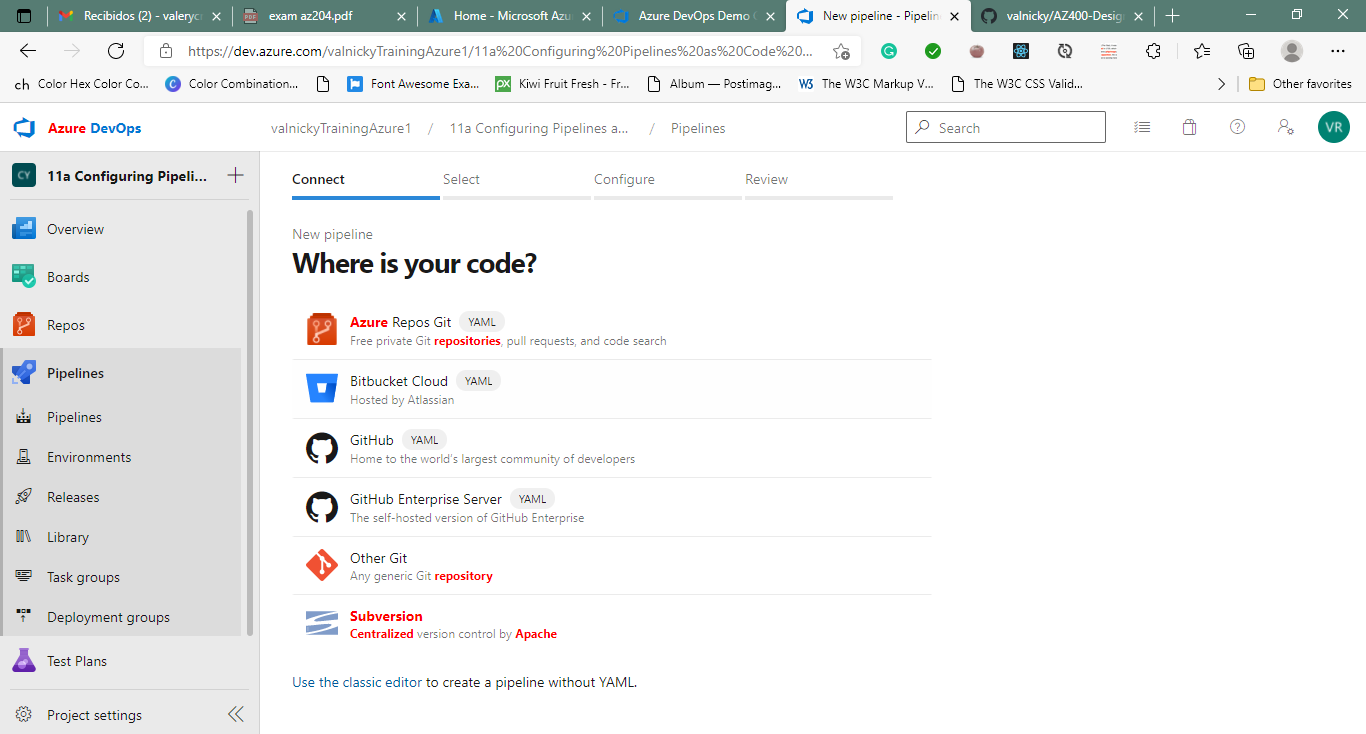 Recibidos (2) - valeryc
exam az204.pdf
Home - Microsoft Azu
Azure DevOps Demo G
New pipeline - Pipelin
valnicky/AZ400-Desig
https://dev.azure.com/valnickyTrainingAzure1/11a%20Configuring%20Pipelines%20as%20Code%20...
ch Color Hex Color Co...
Color Combination...
Font Awesome Exa...
Kiwi Fruit Fresh - Fr...
Album — Postimag...
The W3C Markup V...
The W3C CSS Valid...
Other favorites
Azure DevOps
valnickyTrainingAzure1 / 11a Configuring Pipelines a... / Pipelines
Search
VR
CY 11a Configuring Pipeli...
Overview
Boards
Repos
Pipelines
Pipelines
Environments
Releases
Library
Task groups
Deployment groups
Test Plans
Project settings
Connect
Select
Configure
Review
New pipeline
Where is your code?
Azure Repos Git YAML
Free private Git repositories, pull requests, and code search
Bitbucket Cloud YAML
Hosted by Atlassian
GitHub YAML
Home to the world's largest community of developers
GitHub Enterprise Server YAML
The self-hosted version of GitHub Enterprise
Other Git
Any generic Git repository
Subversion
Centralized version control by Apache
Use the classic editor to create a pipeline without YAML.